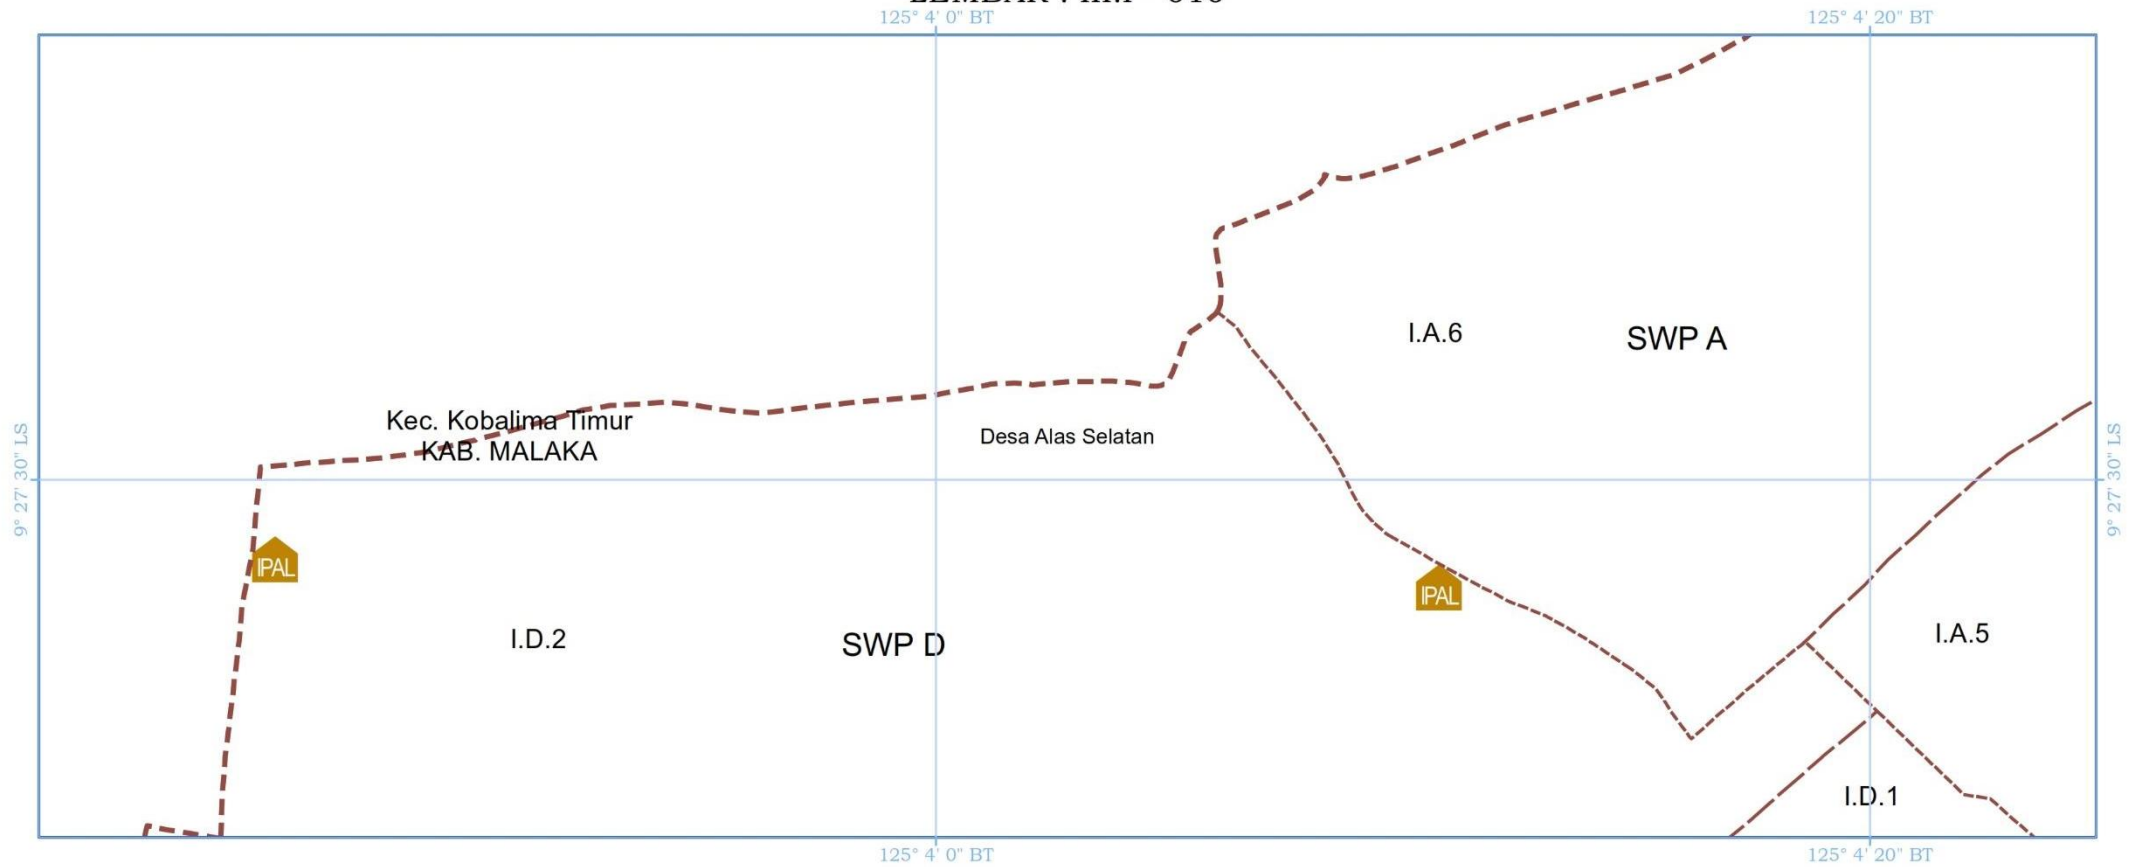 125° 4' 0" BT
125° 4' 20" BT
I.A.6
SWP A
Kec. Kobalima Timur
KAB. MALAKA
Desa Alas Selatan
9° 27' 30" LS
9° 27' 30" LS
IPAL
IPAL
I.D.2
SWP D
I.A.5
I.D.1
125° 4' 0" BT
125° 4' 20" BT